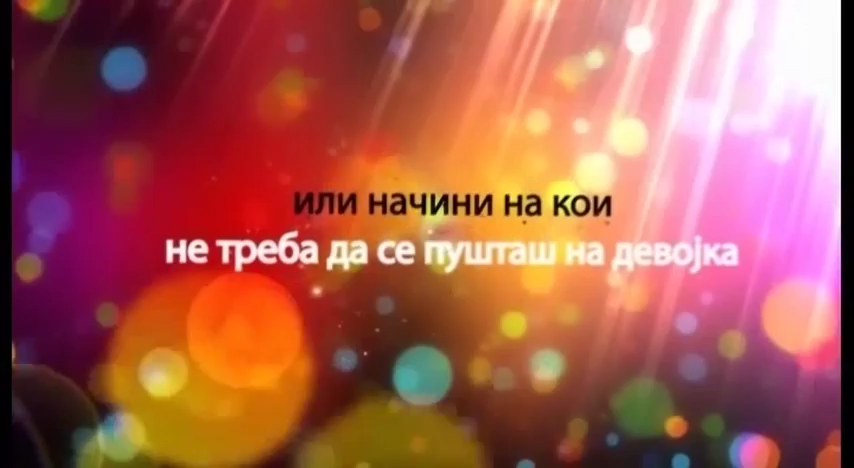 или начини на кои
не треба да се пушташ на девојка